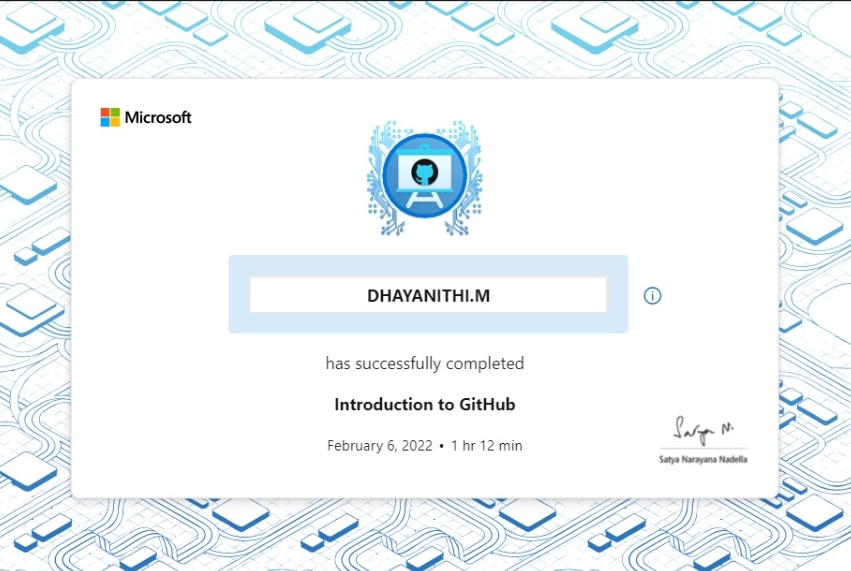 Microsoft
DHAYANITHI.M
has successfully completed
Introduction to GitHub
February 6, 2022 • 1 hr 12 min
Satya N.
Satya Narayana Nadella